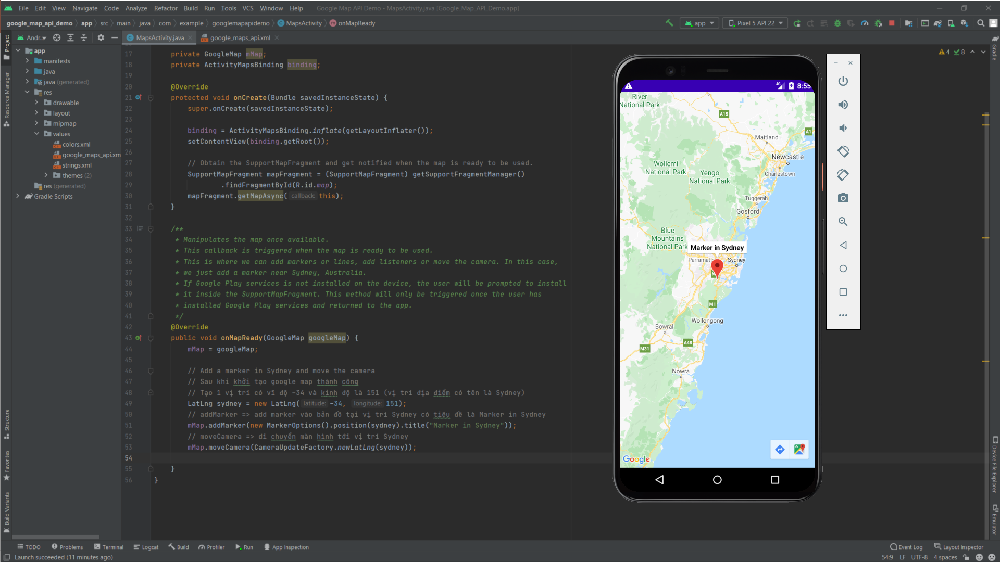 File Edit View Navigate Code Analyze Refactor Build Run Tools VCS Window Help Google Map API Demo - MapsActivity.java [Google_Map_API_Demo.app]
google_map_api_demo app src main java com example googlemapapidemo MapsActivity onMapReady app Pixel 5 API 22
Andr... MapsActivity.java google_maps_api.xml
Project
Resource Manager
Structure
Favorites
Build Variants
app
manifests
java
java (generated)
res
drawable
layout
mipmap
values
colors.xml
google_maps_api.xm
strings.xml
themes (2)
res (generated)
Gradle Scripts
4 8
17 private GoogleMap mMap;
18 private ActivityMapsBinding binding;
19
20 @Override
21 protected void onCreate(Bundle savedInstanceState) {
22 super.onCreate(savedInstanceState);
23
24 binding = ActivityMapsBinding.inflate(getLayoutInflater());
25 setContentView(binding.getRoot());
26
27 // Obtain the SupportMapFragment and get notified when the map is ready to be used.
28 SupportMapFragment mapFragment = (SupportMapFragment) getSupportFragmentManager()
29 .findFragmentById(R.id.map);
30 mapFragment.getMapAsync( callback: this);
31 }
32
33 /**
34 * Manipulates the map once available.
35 * This callback is triggered when the map is ready to be used.
36 * This is where we can add markers or lines, add listeners or move the camera. In this case,
37 * we just add a marker near Sydney, Australia.
38 * If Google Play services is not installed on the device, the user will be prompted to install
39 * it inside the SupportMapFragment. This method will only be triggered once the user has
40 * installed Google Play services and returned to the app.
41 */
42 @Override
43 public void onMapReady(GoogleMap googleMap) {
44 mMap = googleMap;
45
46 // Add a marker in Sydney and move the camera
47 // Sau khi khởi tạo google map thành công
48 // Tạo 1 vị trí có vĩ độ -34 và kinh độ là 151 (vị trí địa điểm có tên là Sydney)
49 LatLng sydney = new LatLng( latitude: -34, longitude: 151);
50 // addMarker => add marker vào bản đồ tại vị trí Sydney có tiêu đề là Marker in Sydney
51 mMap.addMarker(new MarkerOptions().position(sydney).title("Marker in Sydney"));
52 // moveCamera => di chuyển màn hình tới vị trí Sydney
53 mMap.moveCamera(CameraUpdateFactory.newLatLng(sydney));
54
55 }
56 }
4G 8:55
River
National Park
A15
A1
Maitland
Newcastle
Wollemi
National Park
Yengo
National Park
Charlestown
Tuggerah
Gosford
Blue
Mountains
National Park
Marker in Sydney
Parramatta
Sydney
M1
Wollongong
Bowral
A48
M31
Nowra
Google
Gradle
Device File Explorer
Emulator
TODO Problems Terminal Logcat Build Profiler Run App Inspection Event Log Layout Inspector
Launch succeeded (11 minutes ago) 54:9 LF UTF-8 4 spaces